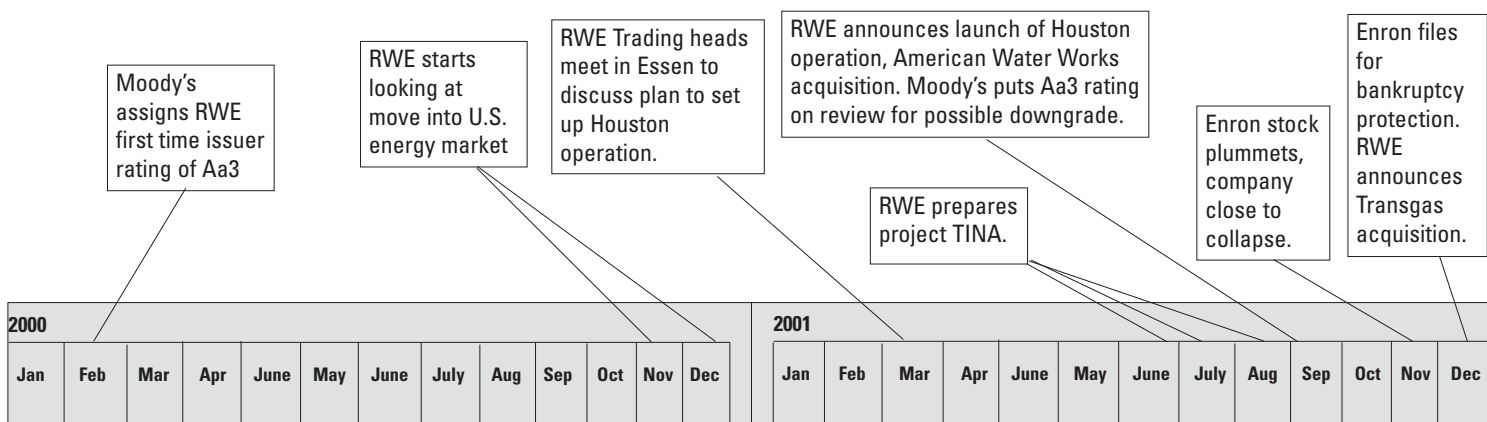 Moody's
assigns RWE
first time issuer
rating of Aa3
RWE starts
looking at
move into U.S.
energy market
RWE Trading heads
meet in Essen to
discuss plan to set
up Houston
operation.
RWE announces launch of Houston
operation, American Water Works
acquisition. Moody's puts Aa3 rating
on review for possible downgrade.
RWE prepares
project TINA.
Enron stock
plummets,
company
close to
collapse.
Enron files
for
bankruptcy
protection.
RWE
announces
Transgas
acquisition.
2000
Jan Feb Mar Apr June May June July Aug Sep Oct Nov Dec
2001
Jan Feb Mar Apr June May June July Aug Sep Oct Nov Dec